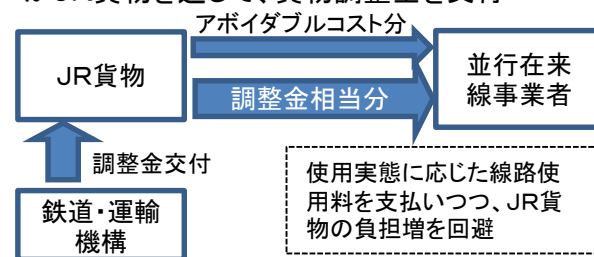 アボイダブルコスト分
JR貨物
調整金相当分
並行在来
線事業者
調整金交付
鉄道・運輸
機構
使用実態に応じた線路使
用料を支払いつつ、JR貨
物の負担増を回避